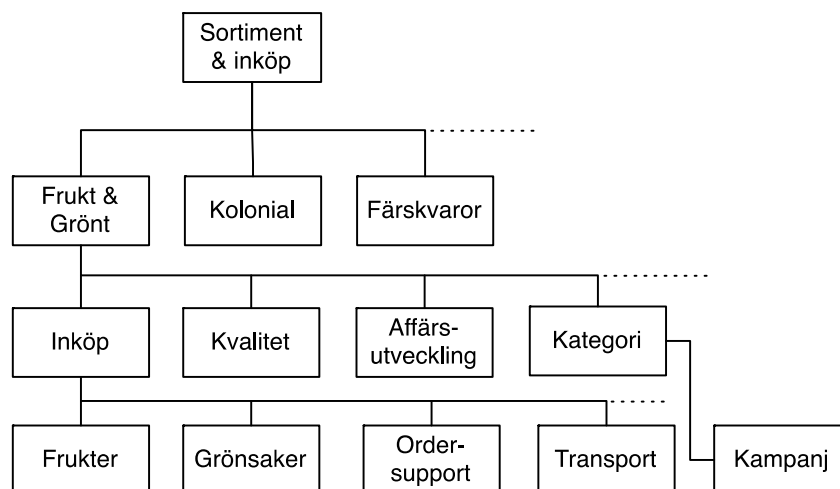 Sortiment
& inköp
Frukt &
Grönt
Kolonial
Färskvaror
Inköp
Kvalitet
Affärs-
utveckling
Kategori
Frukter
Grönsaker
Order-
support
Transport
Kampanj